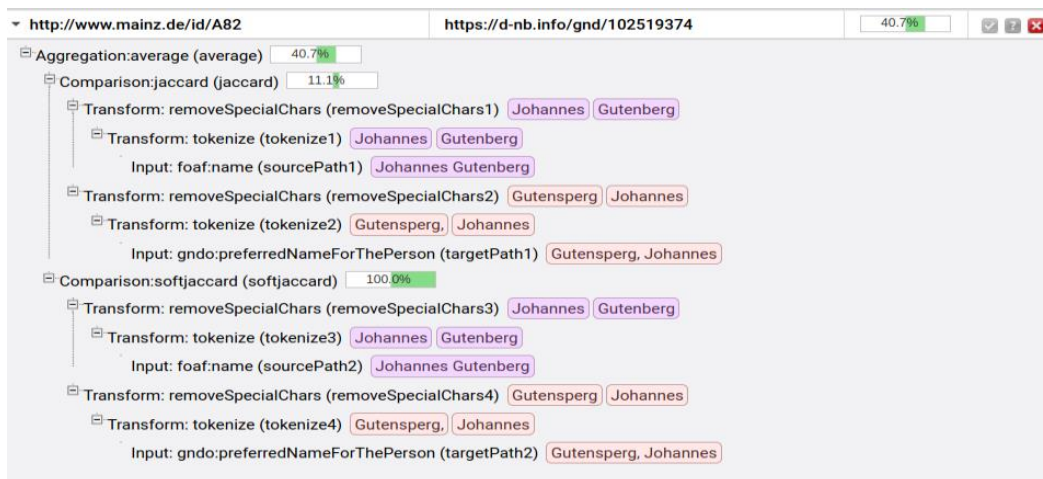 http://www.mainz.de/id/A82 https://d-nb.info/gnd/102519374 40.7%
Aggregation:average (average) 40.7%
Comparison:jaccard (jaccard) 11.1%
Transform: removeSpecialChars (removeSpecialChars1) Johannes Gutenberg
Transform: tokenize (tokenize1) Johannes Gutenberg
Input: foaf:name (sourcePath1) Johannes Gutenberg
Transform: removeSpecialChars (removeSpecialChars2) Gutensperg Johannes
Transform: tokenize (tokenize2) Gutensperg, Johannes
Input: gndo:preferredNameForThePerson (targetPath1) Gutensperg, Johannes
Comparison:softjaccard (softjaccard) 100.0%
Transform: removeSpecialChars (removeSpecialChars3) Johannes Gutenberg
Transform: tokenize (tokenize3) Johannes Gutenberg
Input: foaf:name (sourcePath2) Johannes Gutenberg
Transform: removeSpecialChars (removeSpecialChars4) Gutensperg Johannes
Transform: tokenize (tokenize4) Gutensperg, Johannes
Input: gndo:preferredNameForThePerson (targetPath2) Gutensperg, Johannes